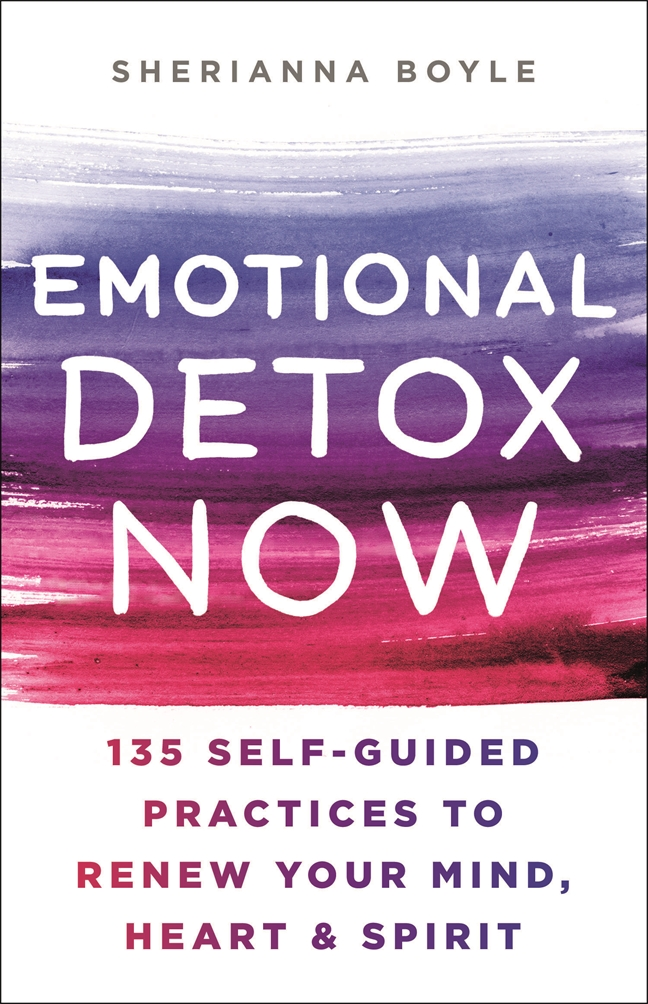 SHERIANNA BOYLE
EMOTIONAL
DETOX
NOW
135 SELF-GUIDED
PRACTICES TO
RENEW YOUR MIND,
HEART & SPIRIT